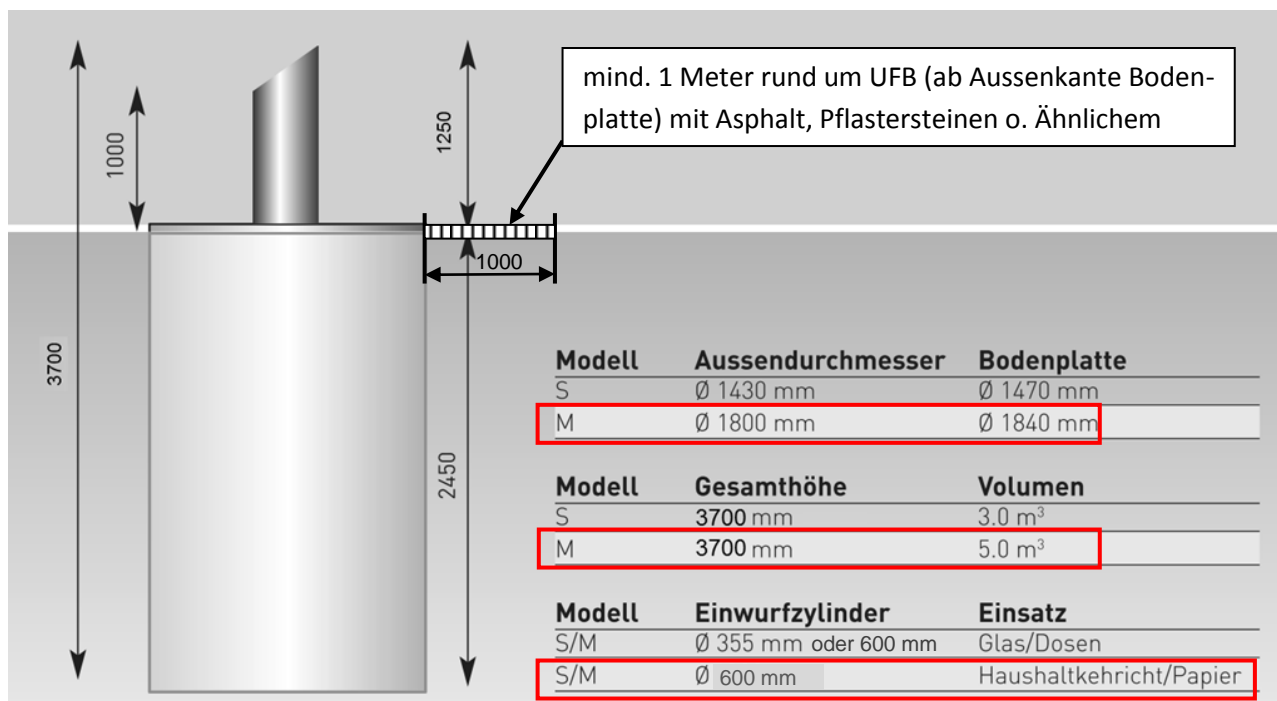 mind. 1 Meter rund um UFB (ab Aussenkante Boden-
platte) mit Asphalt, Pflastersteinen o. Ähnlichem
1000
1250
1000
3700
2450
Modell Aussendurchmesser Bodenplatte
S Ø 1430 mm Ø 1470 mm
M Ø 1800 mm Ø 1840 mm
Modell Gesamthöhe Volumen
S 3700 mm 3.0 m³
M 3700 mm 5.0 m³
Modell Einwurfzylinder Einsatz
S/M Ø 355 mm oder 600 mm Glas/Dosen
S/M Ø 600 mm Haushaltkehricht/Papier